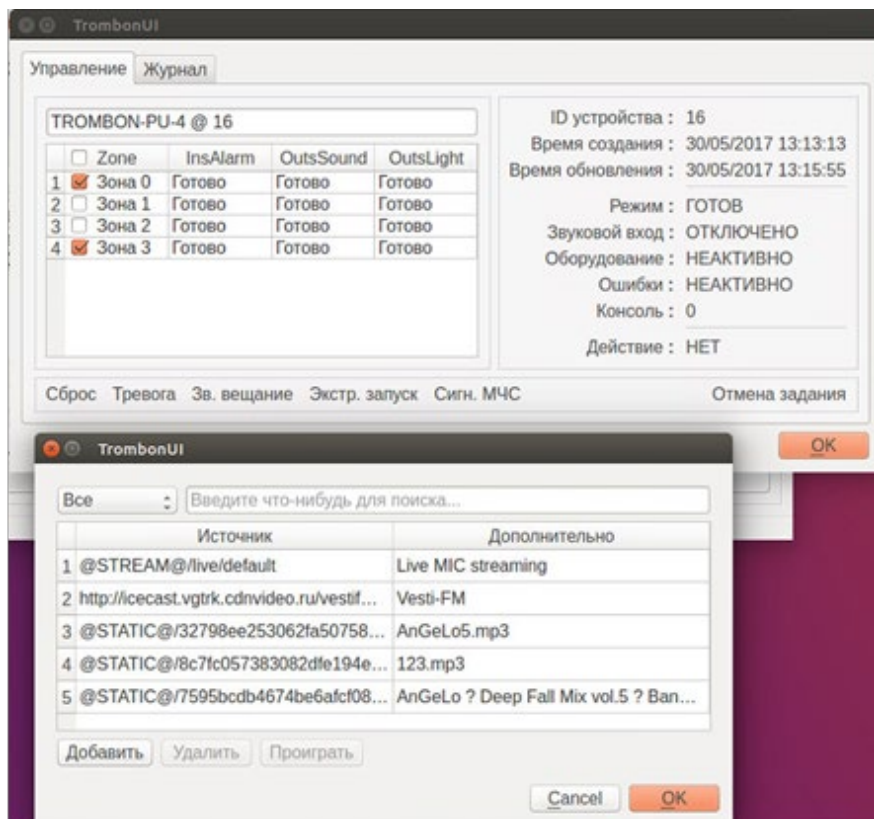 TrombonUI
Управление Журнал
TROMBON-PU-4 @ 16
Zone InsAlarm OutsSound OutsLight
1 Зона 0 Готово Готово Готово
2 Зона 1 Готово Готово Готово
3 Зона 2 Готово Готово Готово
4 Зона 3 Готово Готово Готово
ID устройства : 16
Время создания : 30/05/2017 13:13:13
Время обновления : 30/05/2017 13:15:55
Режим : ГОТОВ
Звуковой вход : ОТКЛЮЧЕНО
Оборудование : НЕАКТИВНО
Ошибки : НЕАКТИВНО
Консоль : 0
Действие : НЕТ
Сброс Тревога Зв. вещание Экстр. запуск Сигн. МЧС Отмена задания
OK
TrombonUI
Все Введите что-нибудь для поиска...
Источник Дополнительно
1 @STREAM@/live/default Live MIC streaming
2 http://icecast.vgtrk.cdnvideo.ru/vestif... Vesti-FM
3 @STATIC@/32798ee253062fa50758... AnGeLo5.mp3
4 @STATIC@/8c7fc057383082dfe194e... 123.mp3
5 @STATIC@/7595bcdb4674be6afcf08... AnGeLo ? Deep Fall Mix vol.5 ? Ban...
Добавить Удалить Проиграть
Cancel OK